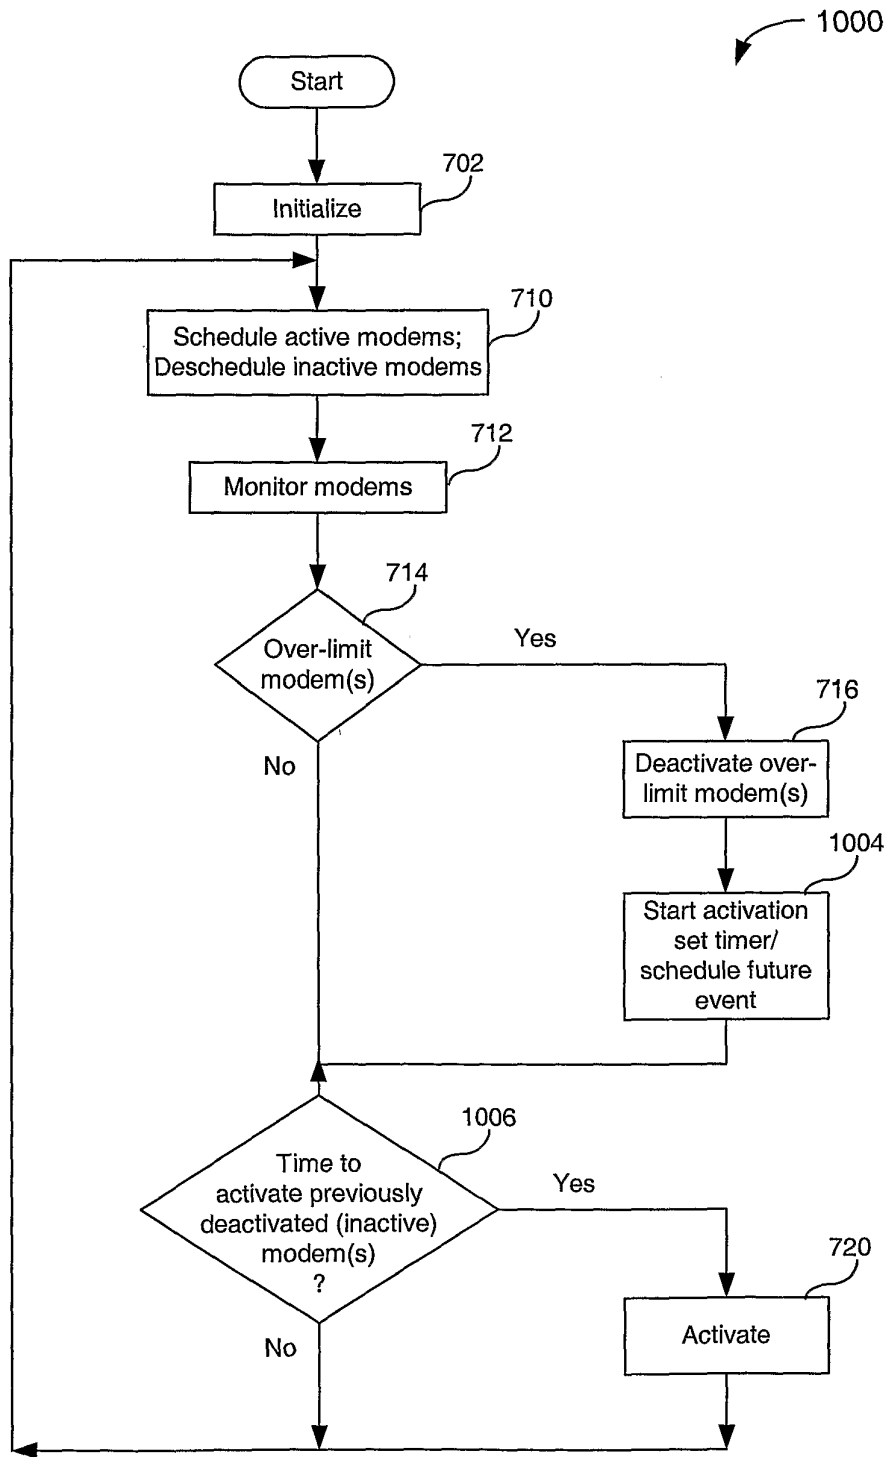 1000
Start
702
Initialize
710
Schedule active modems;
Deschedule inactive modems
712
Monitor modems
714
Over-limit
modem(s)
Yes
No
716
Deactivate over-
limit modem(s)
1004
Start activation
set timer/
schedule future
event
1006
Time to
activate previously
deactivated (inactive)
modem(s)
?
Yes
No
720
Activate